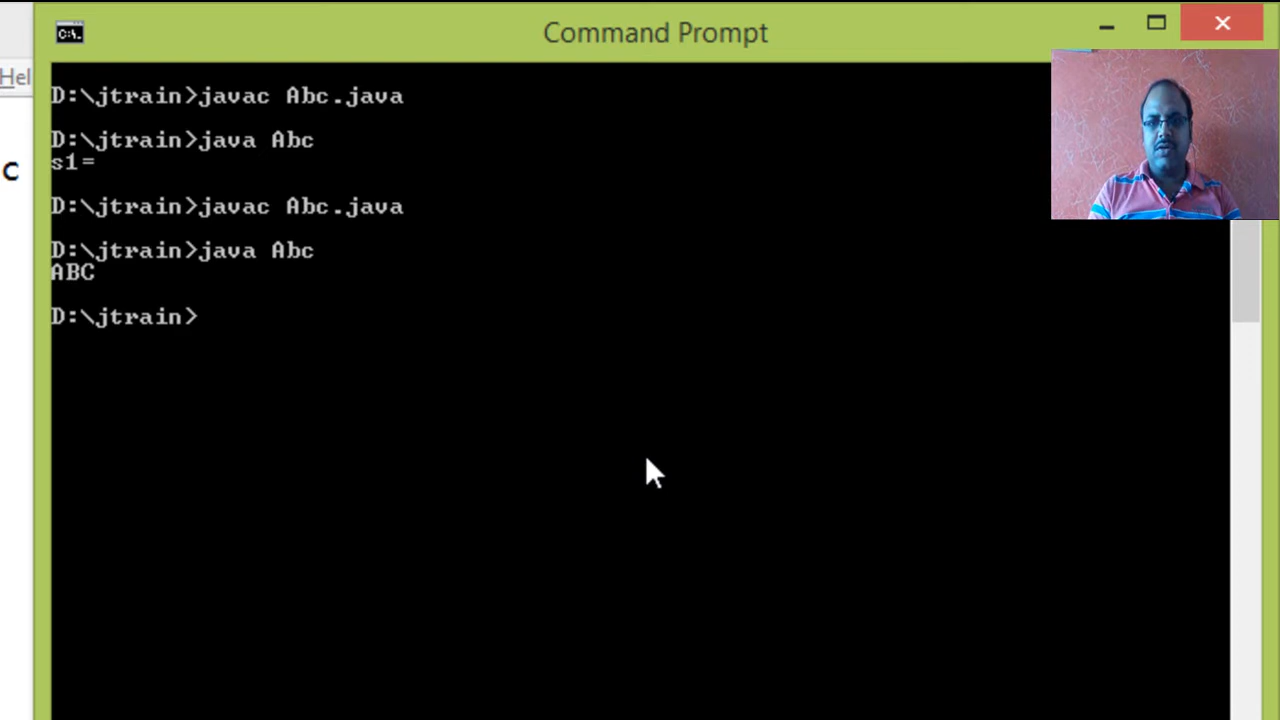 Command Prompt
Hel
C
D:\jtrain>javac Abc.java
D:\jtrain>java Abc
s1=
D:\jtrain>javac Abc.java
D:\jtrain>java Abc
ABC
D:\jtrain>